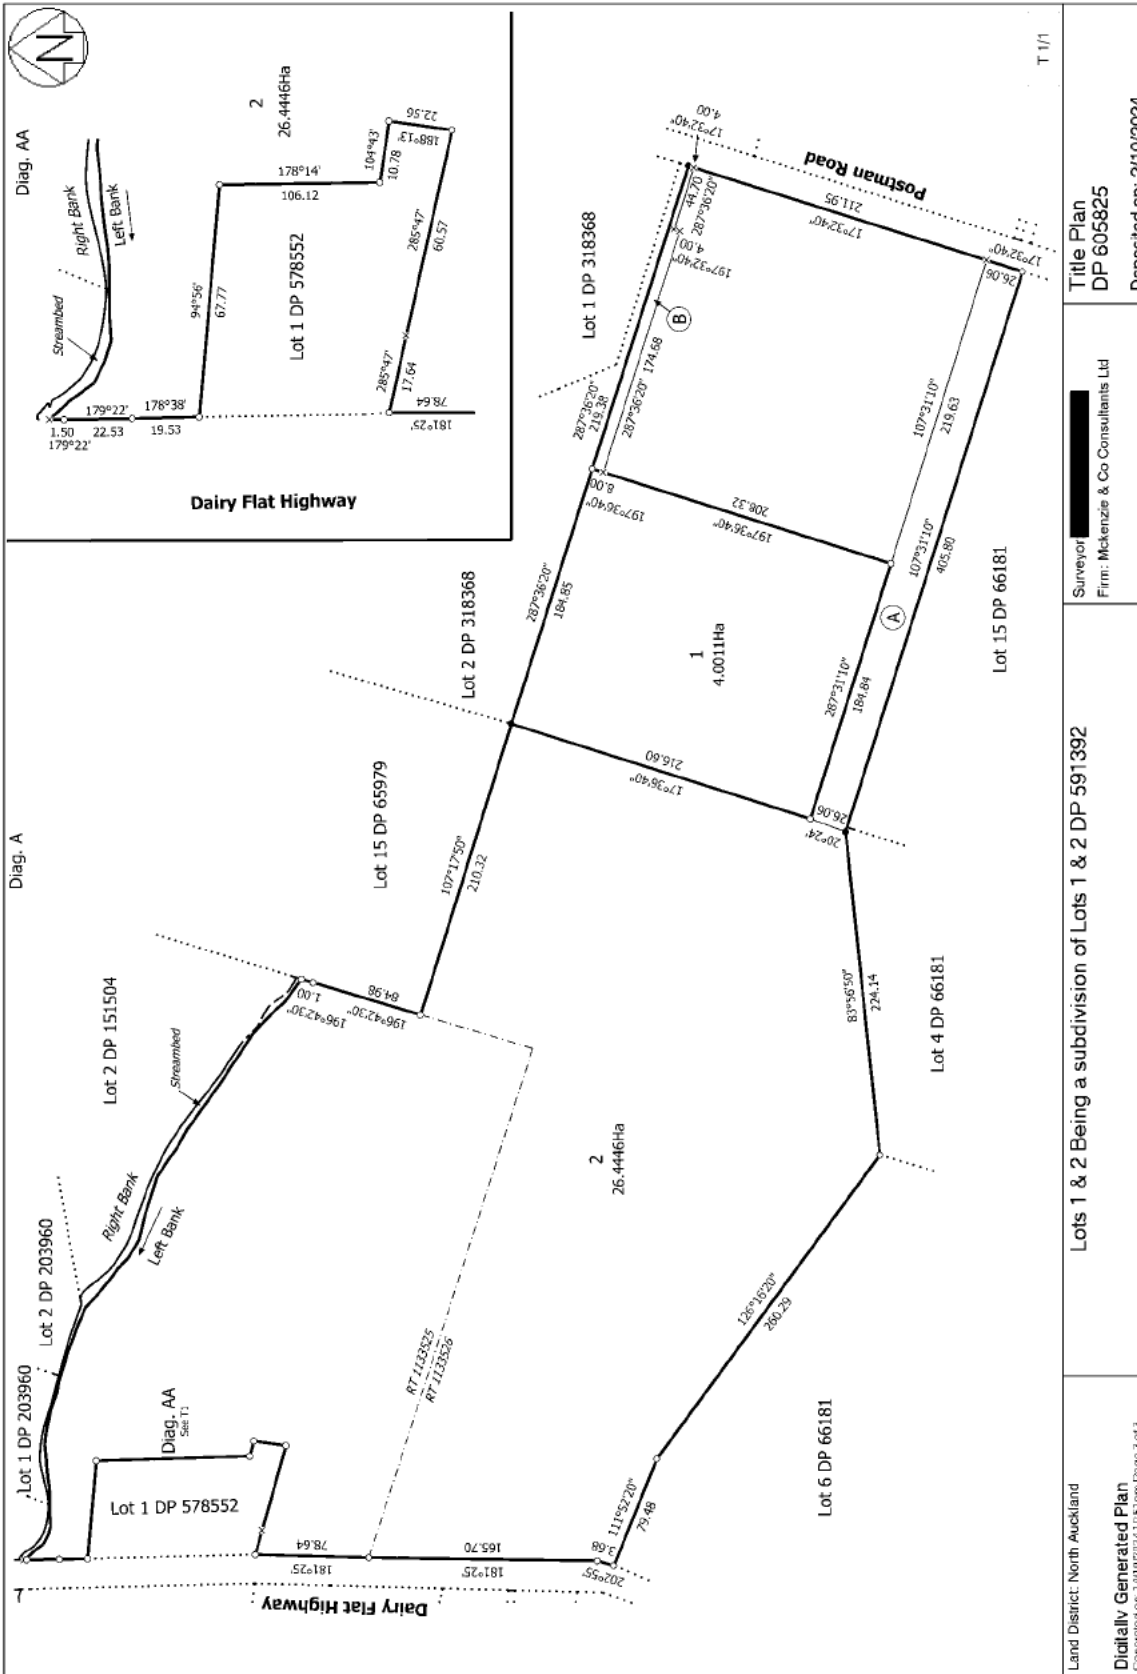 Diag. A
Diag. AA
N
Right Bank
Left Bank
Streambed
1.50
179°22'
179°22'
22.53
178°38'
19.53
94°56'
67.77
178°14'
106.12
104°43'
10.78
188°13'
22.56
285°47'
60.57
285°47'
17.64
181°25'
78.64
2
26.4446Ha
Lot 1 DP 578552
Dairy Flat Highway
Lot 1 DP 203960
Lot 2 DP 203960
Lot 2 DP 151504
Lot 15 DP 65979
Lot 2 DP 318368
Lot 1 DP 318368
Right Bank
Left Bank
Streambed
Diag. AA
See T1
Lot 1 DP 578552
196°42'30"
1.00
196°42'30"
84.98
107°17'50"
210.32
287°36'20"
184.85
287°36'20"
219.38
287°36'20"
174.68
197°32'40"
4.00
287°36'20"
44.70
17°32'40"
4.00
Postman Road
17°32'40"
211.95
17°32'40"
26.06
197°36'40"
8.00
197°36'40"
208.32
B
1
4.0011Ha
17°36'40"
216.60
287°31'10"
184.84
107°31'10"
219.63
107°31'10"
405.80
A
20°24'
26.06
Lot 15 DP 66181
83°56'50"
224.14
Lot 4 DP 66181
2
26.4446Ha
RT 1133525
RT 1133526
126°16'20"
260.29
Lot 6 DP 66181
111°52'20"
79.48
202°55'
3.68
181°25'
165.70
181°25'
78.64
Dairy Flat Highway
T 1/1
Land District: North Auckland
Digitally Generated Plan
Lots 1 & 2 Being a subdivision of Lots 1 & 2 DP 591392
Surveyor
Firm: Mckenzie & Co Consultants Ltd
Title Plan
DP 605825
Deposited on: 2/10/2024